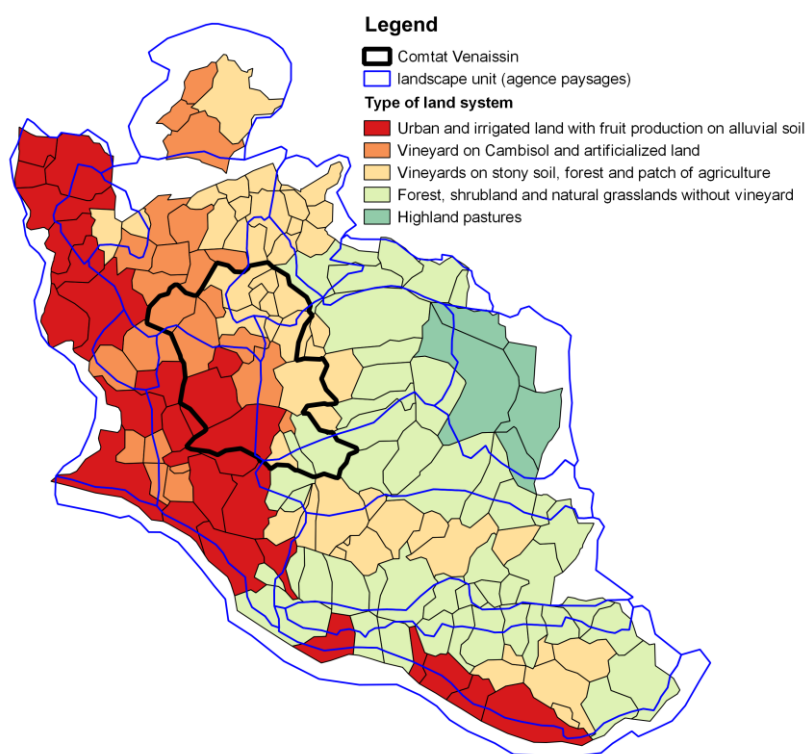 Legend
Comtat Venaissin
landscape unit (agence paysages)
Type of land system
Urban and irrigated land with fruit production on alluvial soil
Vineyard on Cambisol and artificialized land
Vineyards on stony soil, forest and patch of agriculture
Forest, shrubland and natural grasslands without vineyard
Highland pastures